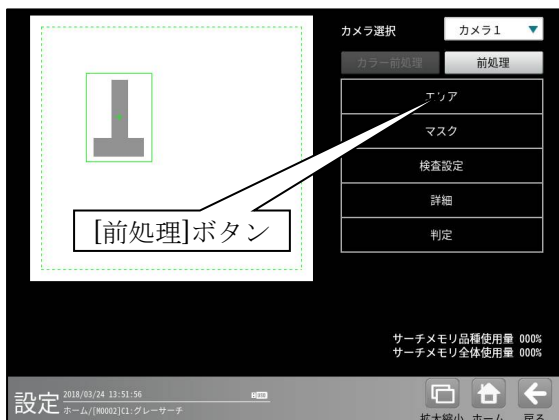 カメラ選択 カメラ1
カラー前処理 前処理
エリア
マスク
検査設定
詳細
判定
[前処理]ボタン
サーチメモリ品種使用量 000%
サーチメモリ全体使用量 000%
設定 2018/03/24 13:51:56
ホーム/[M0002]C1:グレーサーチ
拡大縮小 ホーム 戻る